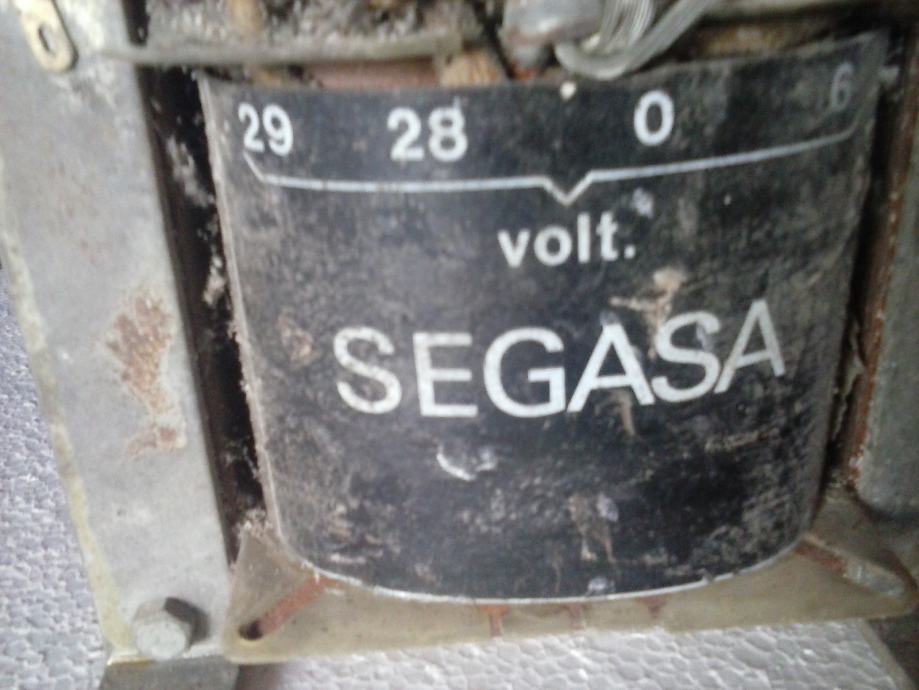 29 28 0 6
volt.
SEGASA